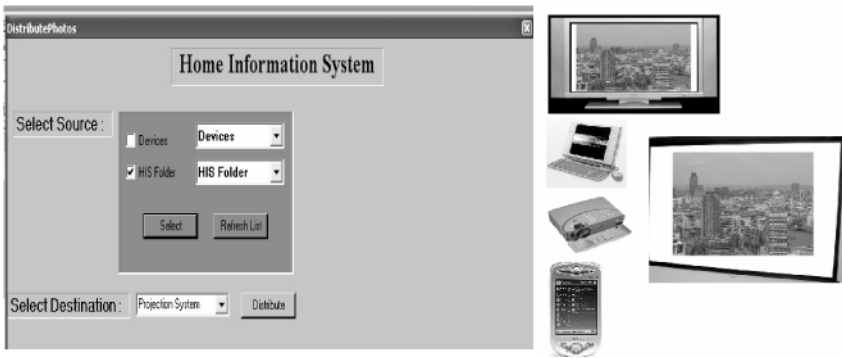 DistributePhotos
Home Information System
Select Source :
Devices Devices
HIS Folder HIS Folder
Select Refresh List
Select Destination : Projection System Distribute